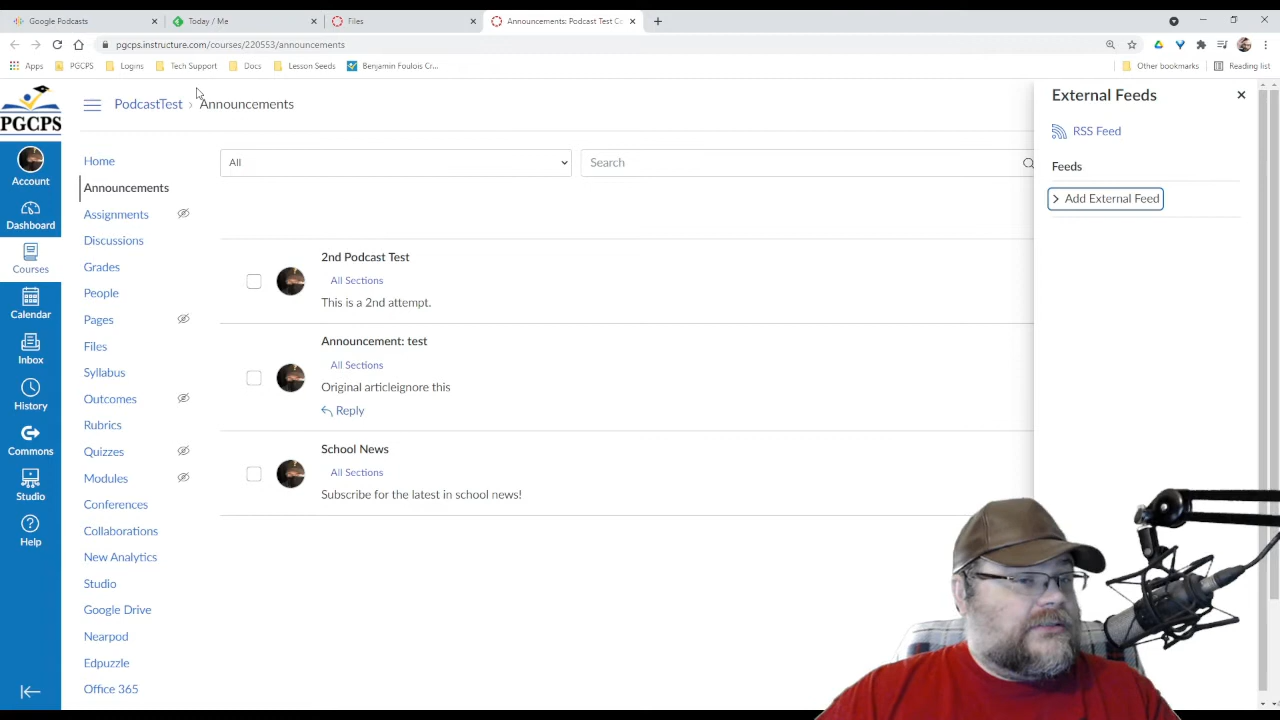 Google Podcasts
Today / Me
Files
Announcements: Podcast Test Co
pgcps.instructure.com/courses/220553/announcements
Apps
PGCPS
Logins
Tech Support
Docs
Lesson Seeds
Benjamin Foulois Cr...
Other bookmarks
Reading list
PGCPS
PodcastTest › Announcements
External Feeds
RSS Feed
Feeds
Add External Feed
Account
Dashboard
Courses
Calendar
Inbox
History
Commons
Studio
Help
Home
Announcements
Assignments
Discussions
Grades
People
Pages
Files
Syllabus
Outcomes
Rubrics
Quizzes
Modules
Conferences
Collaborations
New Analytics
Studio
Google Drive
Nearpod
Edpuzzle
Office 365
All
Search
2nd Podcast Test
All Sections
This is a 2nd attempt.
Announcement: test
All Sections
Original articleignore this
Reply
School News
All Sections
Subscribe for the latest in school news!